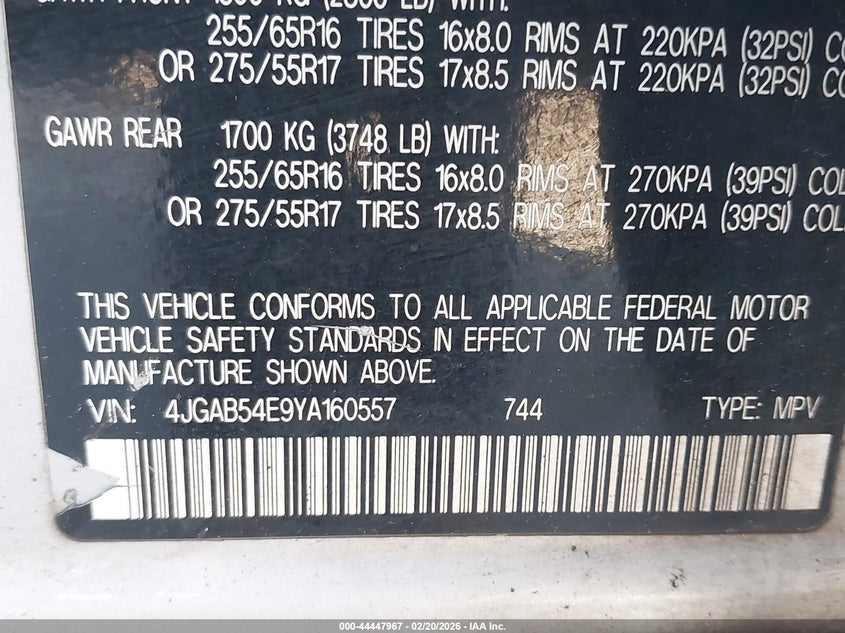 255/65R16 TIRES 16x8.0 RIMS AT 220KPA (32PSI)
OR 275/55R17 TIRES 17x8.5 RIMS AT 220KPA (32PSI)
GAWR REAR 1700 KG (3748 LB) WITH:
255/65R16 TIRES 16x8.0 RIMS AT 270KPA (39PSI) COL
OR 275/55R17 TIRES 17x8.5 RIMS AT 270KPA (39PSI) COL
THIS VEHICLE CONFORMS TO ALL APPLICABLE FEDERAL MOTOR
VEHICLE SAFETY STANDARDS IN EFFECT ON THE DATE OF
MANUFACTURE SHOWN ABOVE.
VIN: 4JGAB54E9YA160557 744 TYPE: MPV
000-44447967 | 02/20/2026 - IAA Inc.